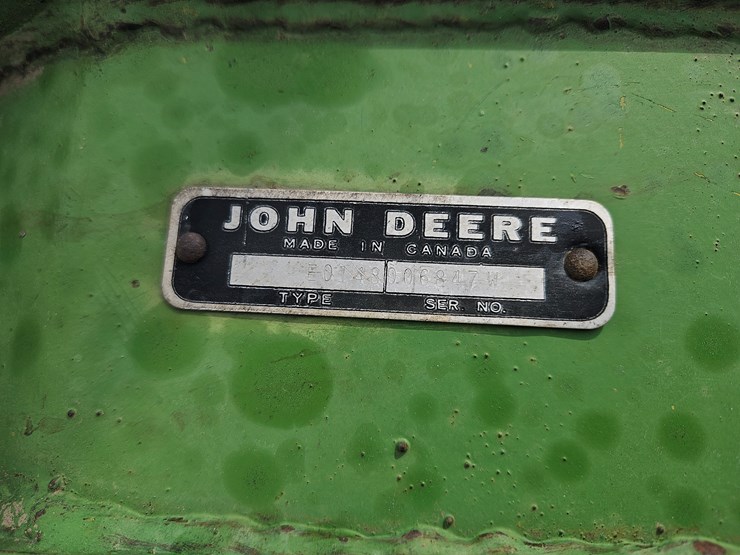 JOHN DEERE
MADE IN CANADA
TYPE SER. NO.